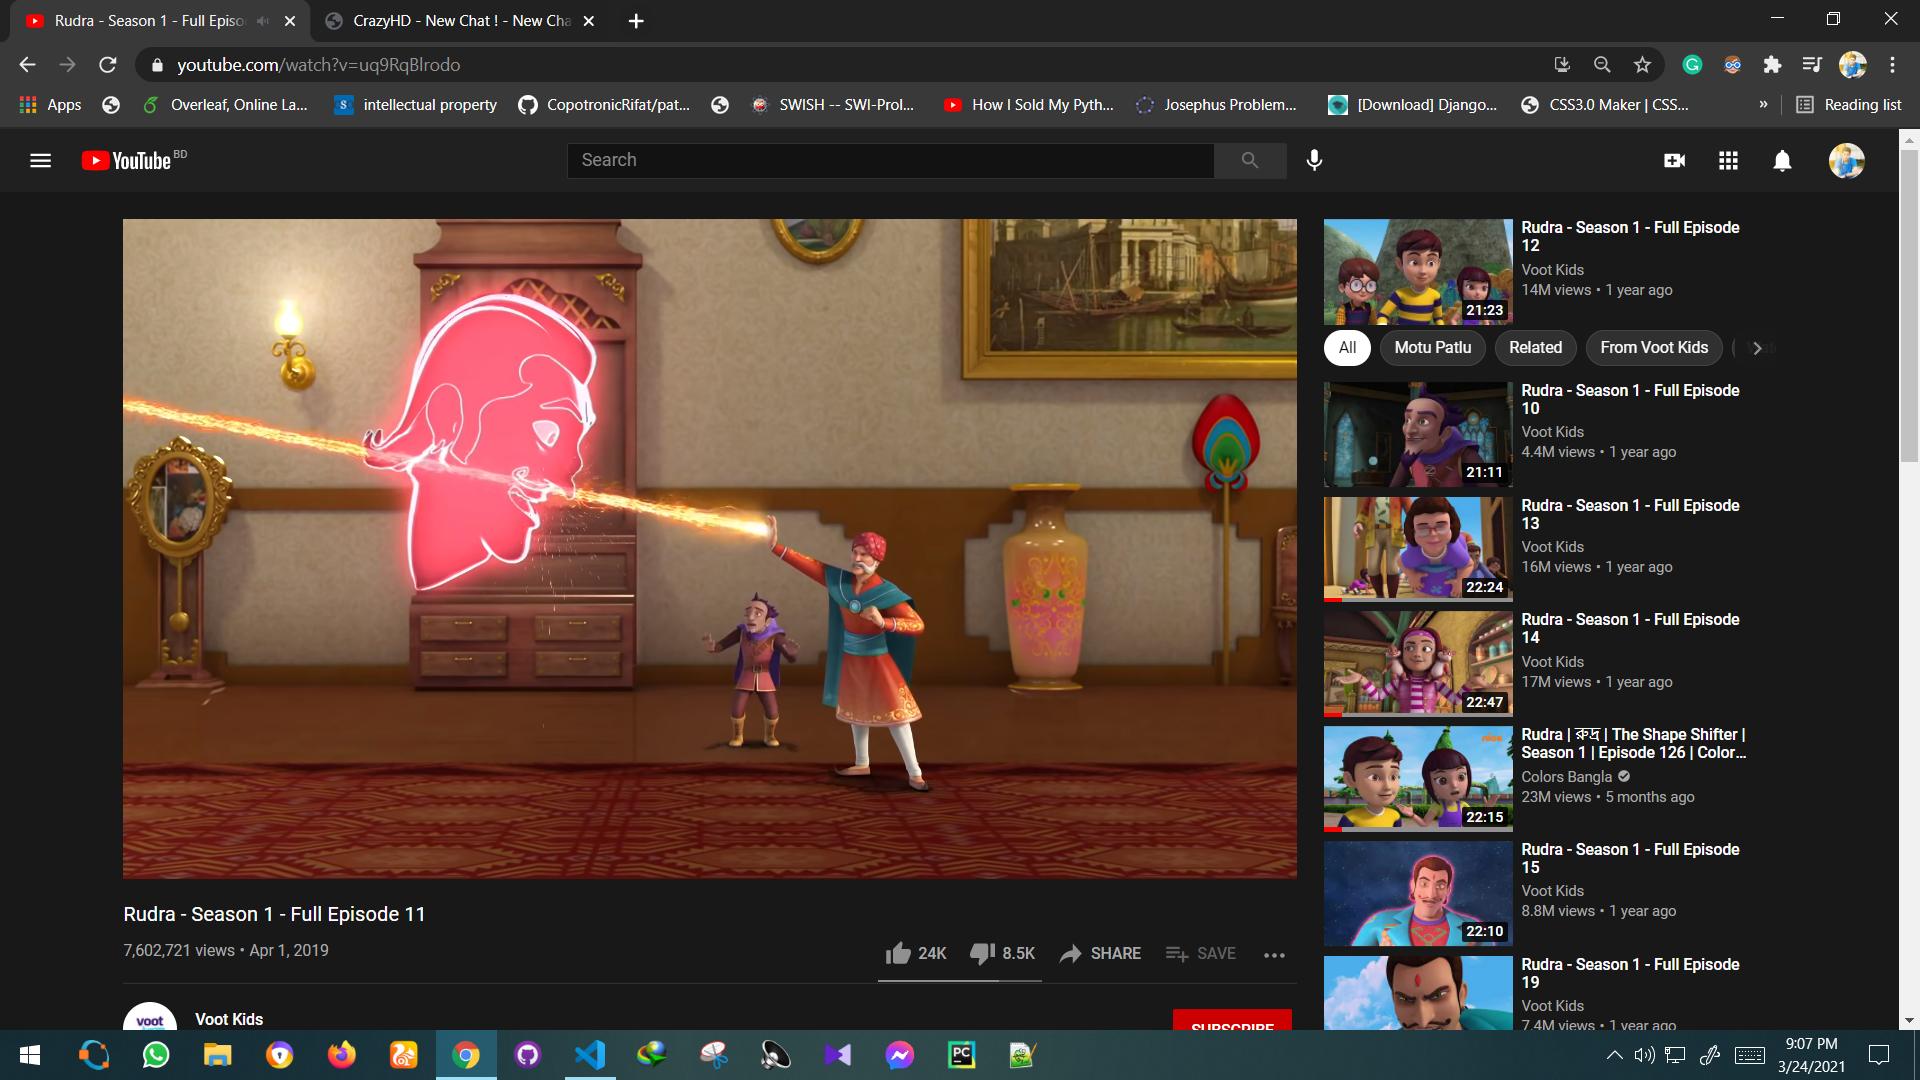 Rudra - Season 1 - Full Episo
CrazyHD - New Chat ! - New Cha
youtube.com/watch?v=uq9RqBlrodo
Apps
Overleaf, Online La...
intellectual property
CopotronicRifat/pat...
SWISH -- SWI-Prol...
How I Sold My Pyth...
Josephus Problem...
[Download] Django...
CSS3.0 Maker | CSS...
»
Reading list
YouTube BD
Search
Rudra - Season 1 - Full Episode
12
Voot Kids
14M views • 1 year ago
21:23
All
Motu Patlu
Related
From Voot Kids
Rudra - Season 1 - Full Episode
10
Voot Kids
4.4M views • 1 year ago
21:11
Rudra - Season 1 - Full Episode
13
Voot Kids
16M views • 1 year ago
22:24
Rudra - Season 1 - Full Episode
14
Voot Kids
17M views • 1 year ago
22:47
Rudra | রুদ্র | The Shape Shifter |
Season 1 | Episode 126 | Color...
Colors Bangla
23M views • 5 months ago
22:15
Rudra - Season 1 - Full Episode
15
Voot Kids
8.8M views • 1 year ago
22:10
Rudra - Season 1 - Full Episode
19
Voot Kids
7.4M views • 1 year ago
Rudra - Season 1 - Full Episode 11
7,602,721 views • Apr 1, 2019
24K
8.5K
SHARE
SAVE
voot
Voot Kids
SUBSCRIBE
PC
9:07 PM
3/24/2021